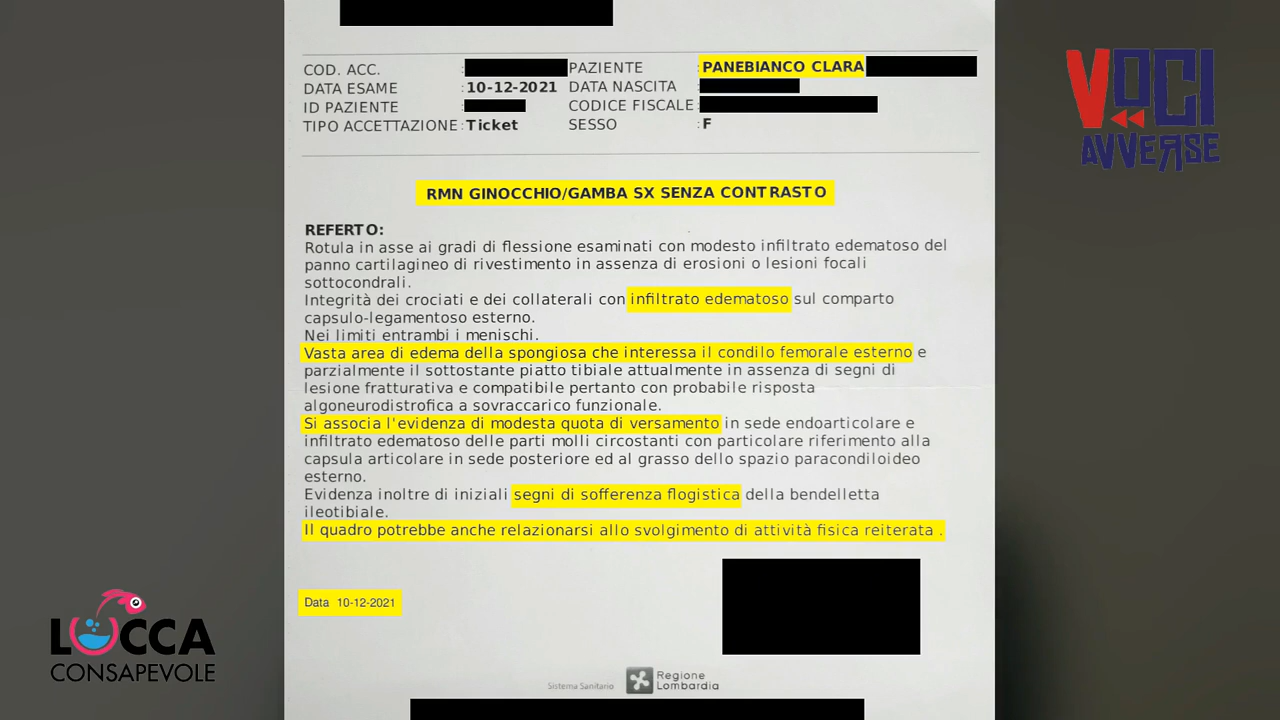 COD. ACC. : PAZIENTE : PANEBIANCO CLARA
DATA ESAME : 10-12-2021 DATA NASCITA :
ID PAZIENTE : CODICE FISCALE :
TIPO ACCETTAZIONE : Ticket SESSO : F
VOCI
AVVERSE
RMN GINOCCHIO/GAMBA SX SENZA CONTRASTO
REFERTO:
Rotula in asse ai gradi di flessione esaminati con modesto infiltrato edematoso del
panno cartilagineo di rivestimento in assenza di erosioni o lesioni focali
sottocondrali.
Integrità dei crociati e dei collaterali con infiltrato edematoso sul comparto
capsulo-legamentoso esterno.
Nei limiti entrambi i menischi.
Vasta area di edema della spongiosa che interessa il condilo femorale esterno e
parzialmente il sottostante piatto tibiale attualmente in assenza di segni di
lesione fratturativa e compatibile pertanto con probabile risposta
algoneurodistrofica a sovraccarico funzionale.
Si associa l'evidenza di modesta quota di versamento in sede endoarticolare e
infiltrato edematoso delle parti molli circostanti con particolare riferimento alla
capsula articolare in sede posteriore ed al grasso dello spazio paracondiloideo
esterno.
Evidenza inoltre di iniziali segni di sofferenza flogistica della bendelletta
ileotibiale.
Il quadro potrebbe anche relazionarsi allo svolgimento di attività fisica reiterata .
Data 10-12-2021
LUCCA
CONSAPEVOLE
Sistema Sanitario Regione
Lombardia